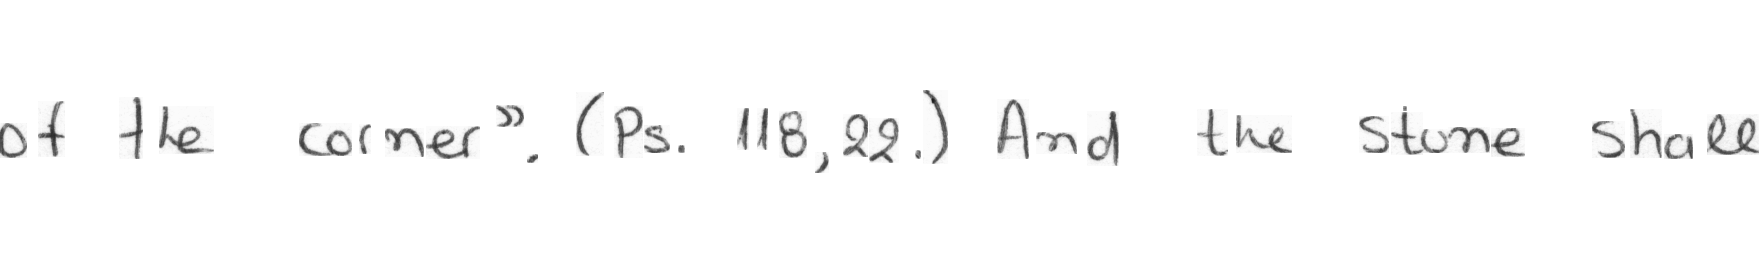 of the corner". (Ps. 118,22.) And the stone shall